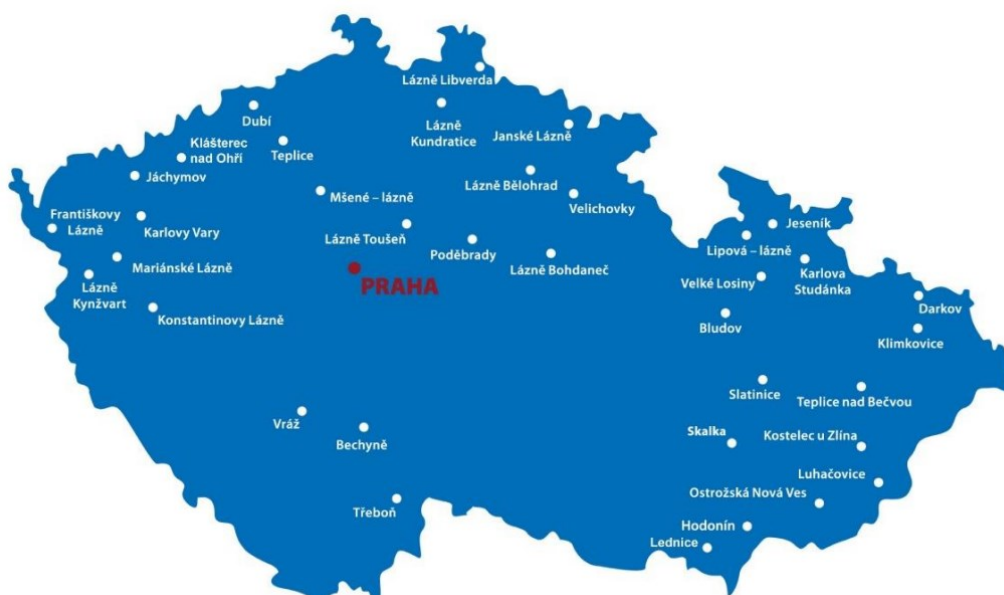 Lázně Libverda
Dubí
Lázně
Kundratice
Janské Lázně
Klášterec
nad Ohří
Teplice
Jáchymov
Mšené – lázně
Lázně Bělohrad
Velichovky
Františkovy
Lázně
Karlovy Vary
Lázně Toušeň
Poděbrady
Lázně Bohdaneč
Jeseník
Lipová – lázně
Mariánské Lázně
Lázně
Kynžvart
PRAHA
Velké Losiny
Karlova
Studánka
Konstantinovy Lázně
Darkov
Bludov
Klimkovice
Slatinice
Teplice nad Bečvou
Vráž
Bechyně
Skalka
Kostelec u Zlína
Luhačovice
Ostrožská Nová Ves
Třeboň
Hodonín
Lednice